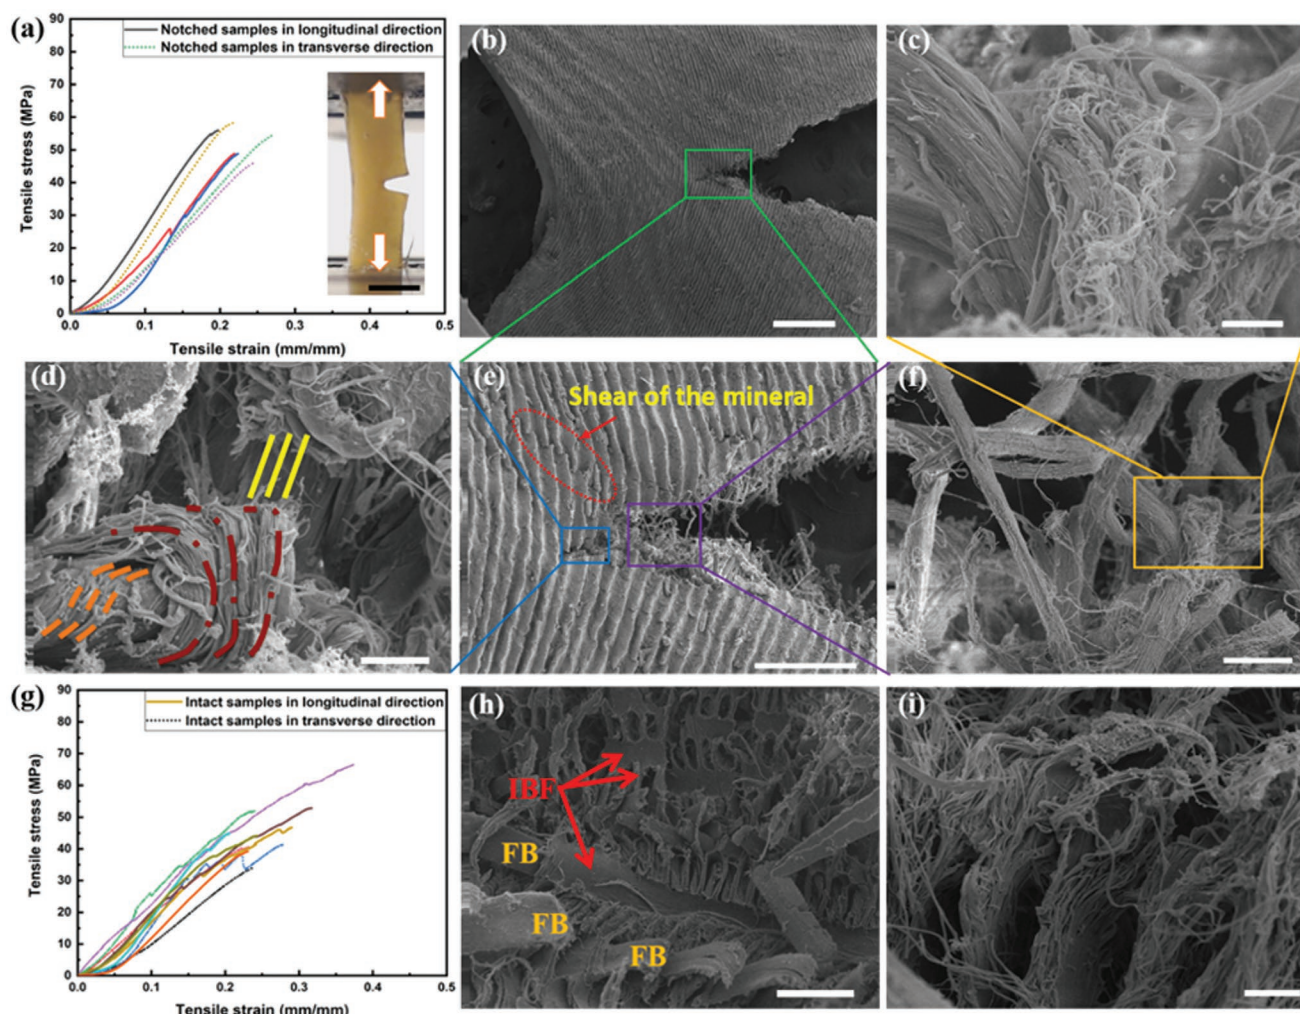 (a)
90
80
70
60
50
40
30
20
10
0
Tensile stress (MPa)
Notched samples in longitudinal direction
Notched samples in transverse direction
0.0 0.1 0.2 0.3 0.4 0.5
Tensile strain (mm/mm)
(b)
(c)
(d)
(e)
Shear of the mineral
(f)
(g)
90
80
70
60
50
40
30
20
10
0
Tensile stress (MPa)
Intact samples in longitudinal direction
Intact samples in transverse direction
0.0 0.1 0.2 0.3 0.4 0.5
Tensile strain (mm/mm)
(h)
IBF
FB
FB
FB
(i)